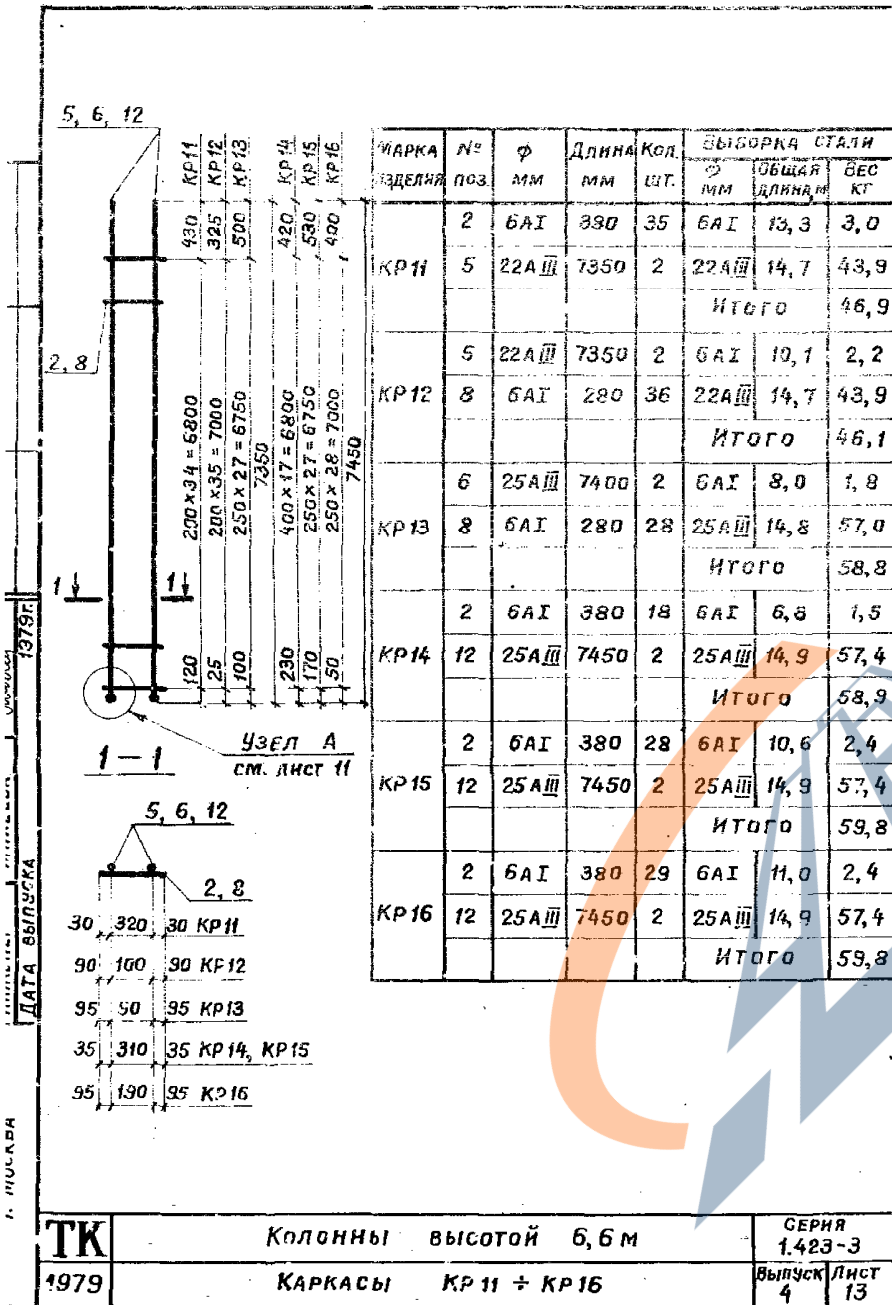 5, 6, 12
КР11 КР12 КР13 КР14 КР15 КР16
430 325 500 420 530 400
2, 8
200×34=6800
200×35=7000
250×27=6750
7350
400×17=6800
250×27=6750
250×28=7000
7450
1 1
120 25 100 230 170 50
УЗЕЛ А
см. лист 11
1-1
5, 6, 12
2, 8
30 320 30 КР11
90 100 90 КР12
95 90 95 КР13
35 310 35 КР14, КР15
95 190 95 КР16
МАРКА ИЗДЕЛИЯ № ПОЗ. Ф ММ ДЛИНА ММ КОЛ. ШТ. ВЫБОРКА СТАЛИ
Ф ММ ОБЩАЯ ДЛИНА, М ВЕС КГ
КР11
2 6АI 380 35 6АI 13,3 3,0
5 22АIII 7350 2 22АIII 14,7 43,9
Итого 46,9
КР12
5 22АIII 7350 2 6АI 10,1 2,2
8 6АI 280 36 22АIII 14,7 43,9
Итого 46,1
КР13
6 25АIII 7400 2 6АI 8,0 1,8
8 6АI 280 28 25АIII 14,8 57,0
Итого 58,8
КР14
2 6АI 380 18 6АI 6,8 1,5
12 25АIII 7450 2 25АIII 14,9 57,4
Итого 58,9
КР15
2 6АI 380 28 6АI 10,6 2,4
12 25АIII 7450 2 25АIII 14,9 57,4
Итого 59,8
КР16
2 6АI 380 29 6АI 11,0 2,4
12 25АIII 7450 2 25АIII 14,9 57,4
Итого 59,8
1979г.
ДАТА ВЫПУСКА
г. МОСКВА
ТК Колонны высотой 6,6 м СЕРИЯ 1.423-3
1979 КАРКАСЫ КР11 ÷ КР16 Выпуск 4 Лист 13